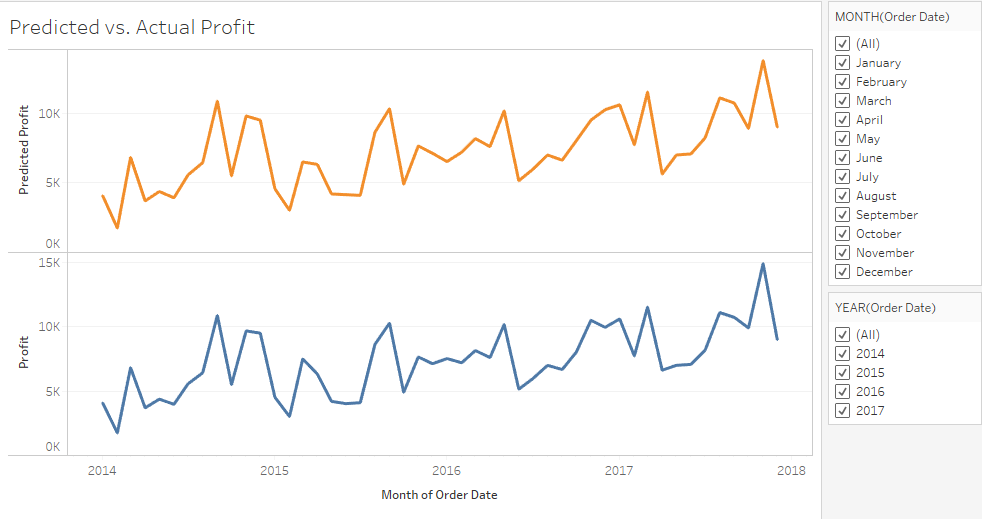 Predicted vs. Actual Profit
Predicted Profit
10K
5K
0K
Profit
15K
10K
5K
0K
2014
2015
2016
2017
2018
Month of Order Date
MONTH(Order Date)
(All)
January
February
March
April
May
June
July
August
September
October
November
December
YEAR(Order Date)
(All)
2014
2015
2016
2017